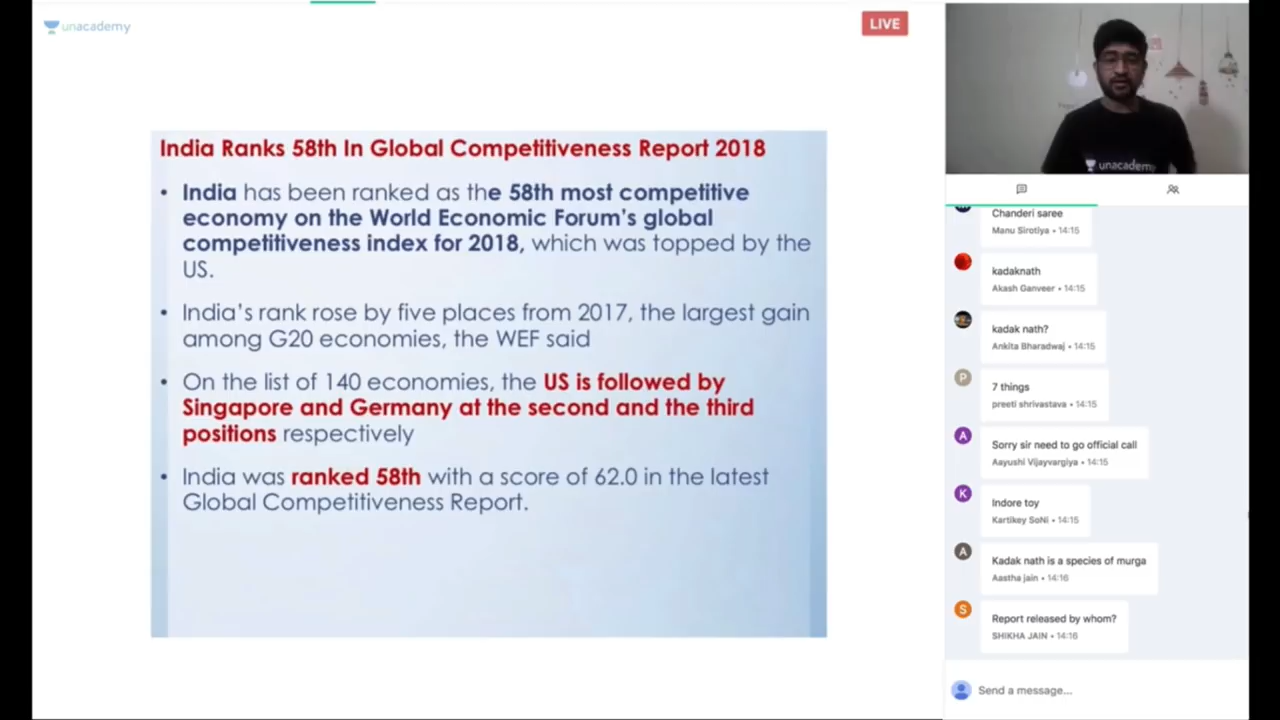 unacademy
LIVE
India Ranks 58th In Global Competitiveness Report 2018
• India has been ranked as the 58th most competitive
economy on the World Economic Forum's global
competitiveness index for 2018, which was topped by the
US.
• India's rank rose by five places from 2017, the largest gain
among G20 economies, the WEF said
• On the list of 140 economies, the US is followed by
Singapore and Germany at the second and the third
positions respectively
• India was ranked 58th with a score of 62.0 in the latest
Global Competitiveness Report.
unacademy
Chanderi saree
Manu Sirotiya • 14:15
kadaknath
Akash Ganveer • 14:15
kadak nath?
Ankita Bharadwaj • 14:15
P
7 things
preeti shrivastava • 14:15
A
Sorry sir need to go official call
Aayushi Vijayvargiya • 14:15
K
Indore toy
Kartikey SoNi • 14:15
A
Kadak nath is a species of murga
Aastha jain • 14:16
S
Report released by whom?
SHIKHA JAIN • 14:16
Send a message...